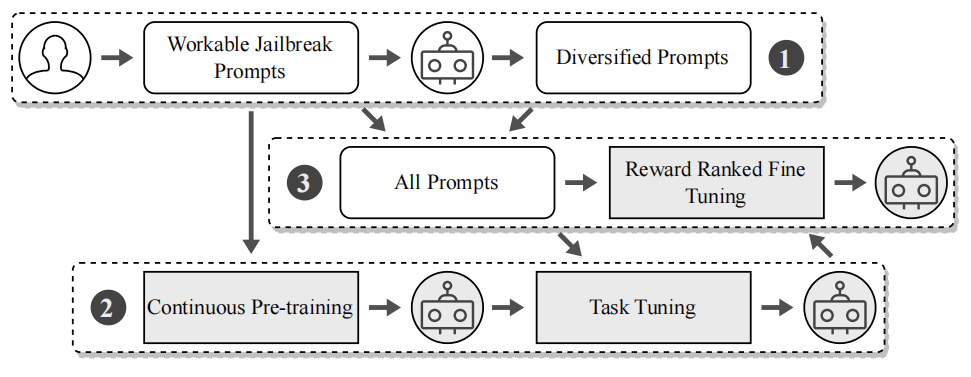 Workable Jailbreak
Prompts
Diversified Prompts
1
3
All Prompts
Reward Ranked Fine
Tuning
2
Continuous Pre-training
Task Tuning